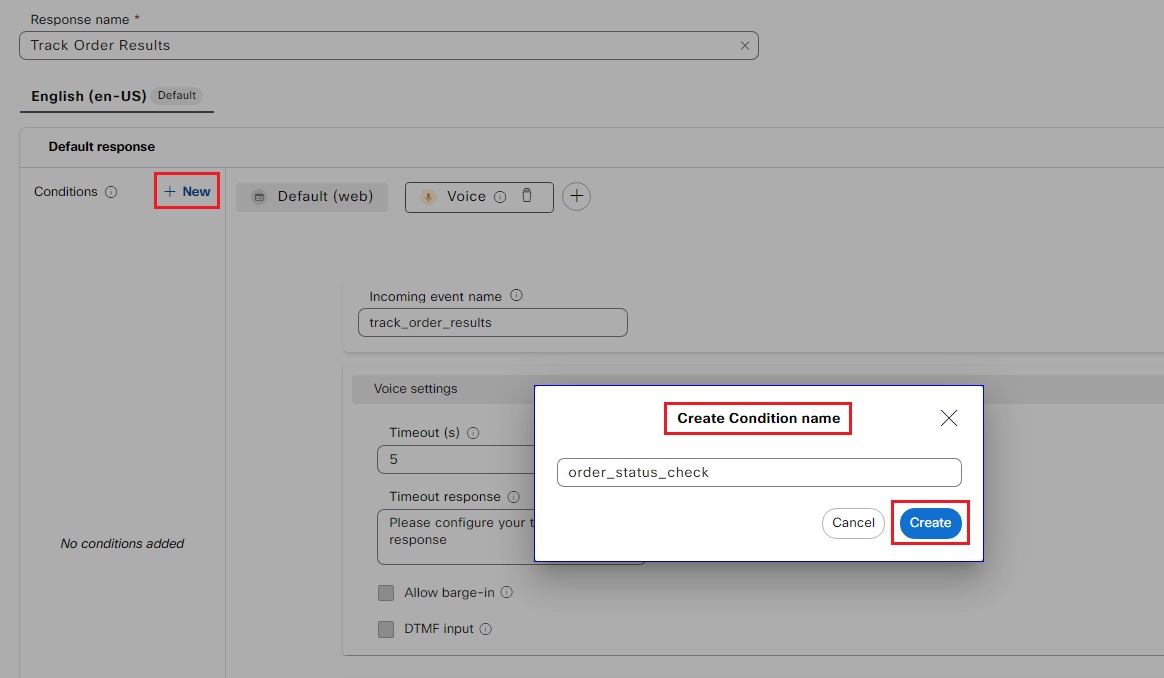 Response name *
Track Order Results
English (en-US) Default
Default response
Conditions
+ New
Default (web)
Voice
Incoming event name
track_order_results
Voice settings
Timeout (s)
5
Timeout response
Please configure your t
response
Allow barge-in
DTMF input
No conditions added
Create Condition name
order_status_check
Cancel
Create